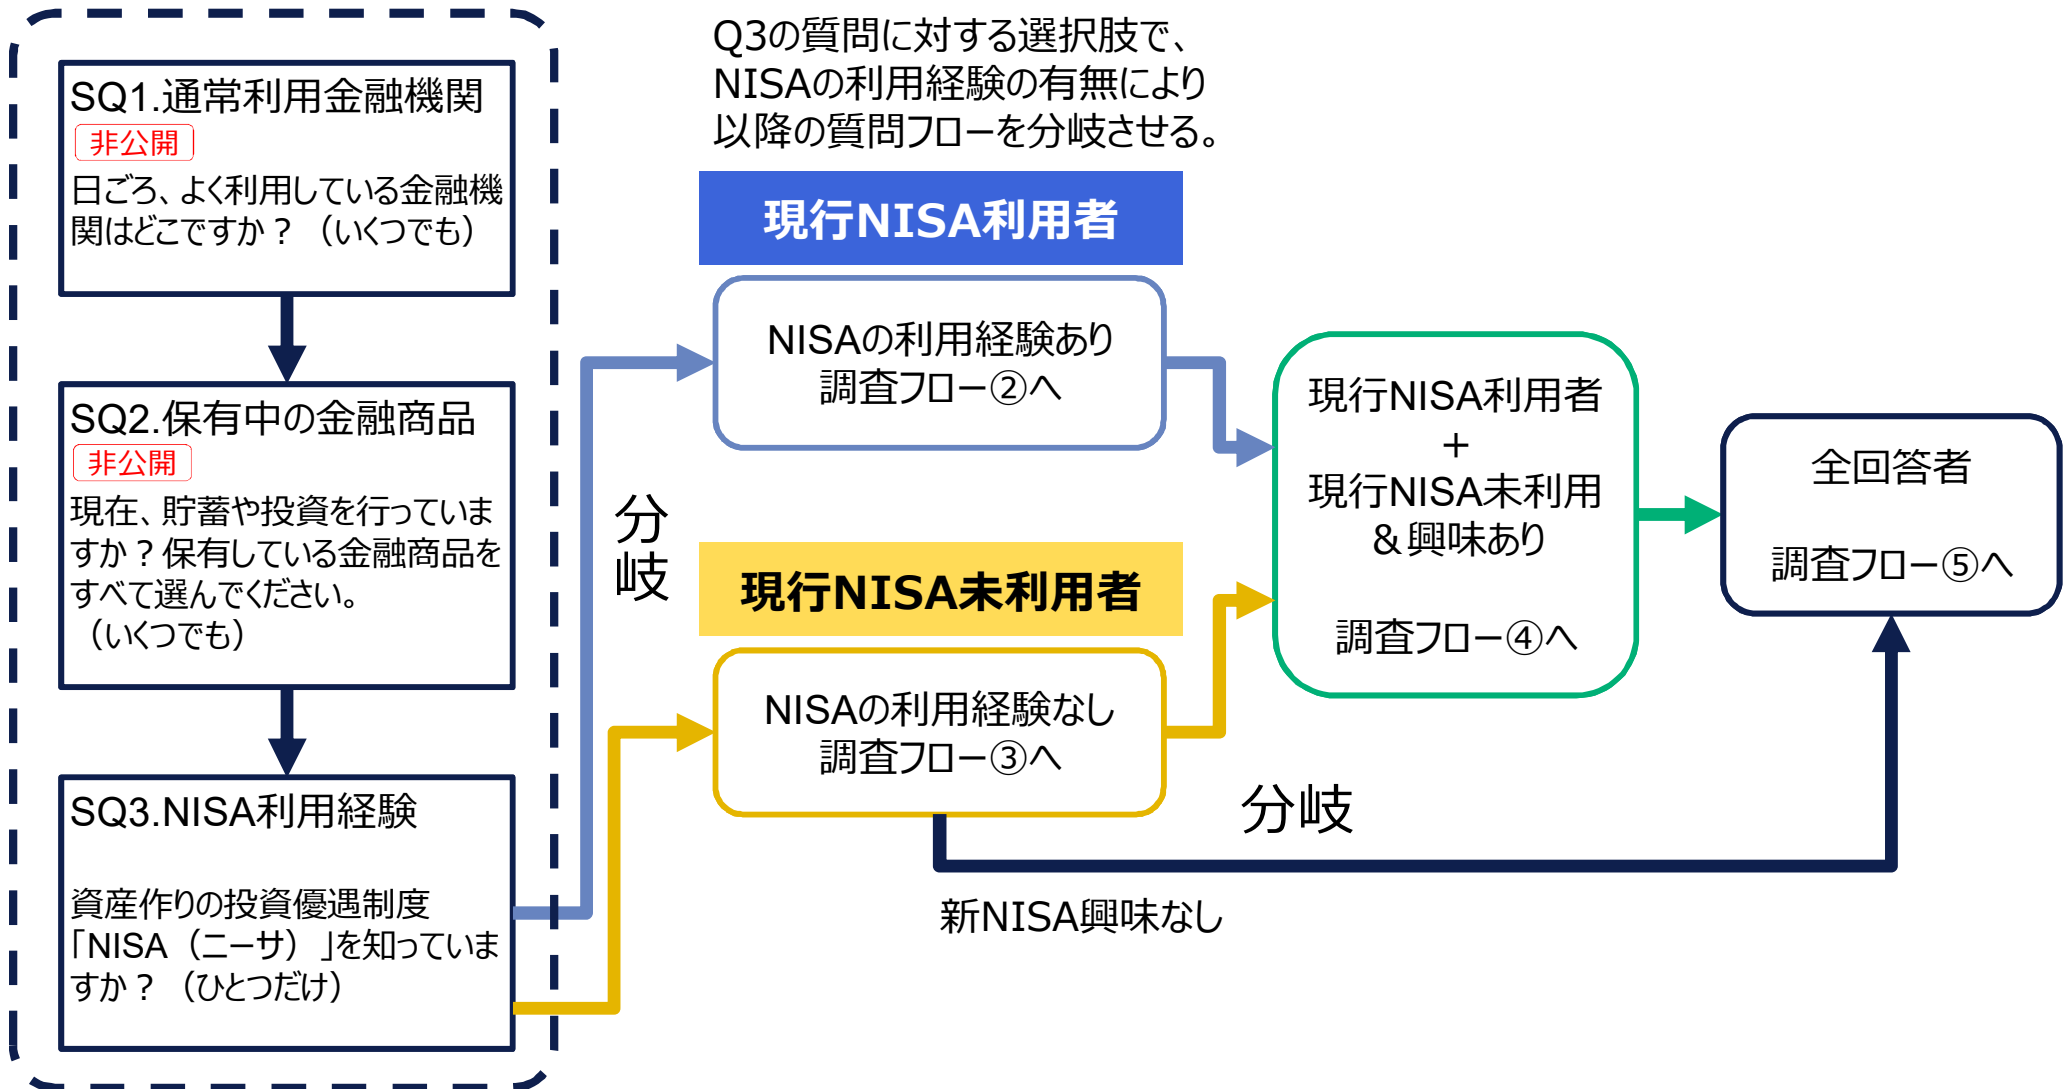 SQ1.通常利用金融機関
非公開
日ごろ、よく利用している金融機
関はどこですか？（いくつでも）
SQ2.保有中の金融商品
非公開
現在、貯蓄や投資を行っていま
すか？保有している金融商品を
すべて選んでください。
（いくつでも）
SQ3.NISA利用経験
資産作りの投資優遇制度
「NISA（ニーサ）」を知っていま
すか？（ひとつだけ）
分岐
Q3の質問に対する選択肢で、
NISAの利用経験の有無により
以降の質問フローを分岐させる。
現行NISA利用者
NISAの利用経験あり
調査フロー②へ
現行NISA未利用者
NISAの利用経験なし
調査フロー③へ
分岐
新NISA興味なし
現行NISA利用者
+
現行NISA未利用
＆興味あり
調査フロー④へ
全回答者
調査フロー⑤へ